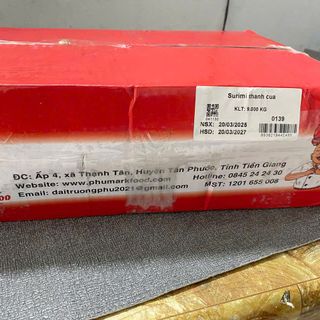 Surimi thanh cua
KLT: 9.000 KG
NSX: 20/03/2025
0139
HSD: 20/03/2027
ĐC: Ấp 4, xã Thạnh Tân, Huyện Tân Phước, Tỉnh Tiền Giang
Website: www.phumarkfood.com
Hotline: 0845 24 24 30
Email: daitruongphu2021@gmail.com
MST: 1201 655 008